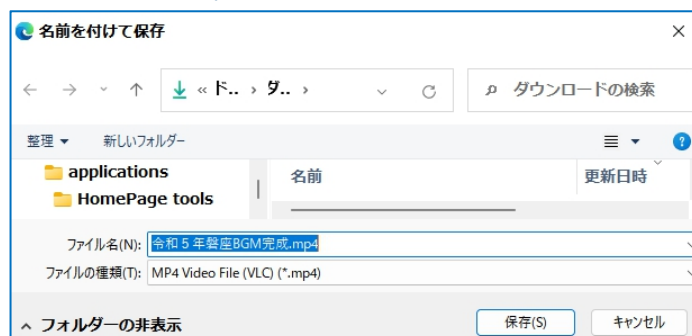 名前を付けて保存
« ド.. › ダ.. ›
ダウンロードの検索
整理 新しいフォルダー
applications
HomePage tools
名前 更新日時
ファイル名(N): 令和５年磐座BGM完成.mp4
ファイルの種類(T): MP4 Video File (VLC) (*.mp4)
フォルダーの非表示
保存(S) キャンセル